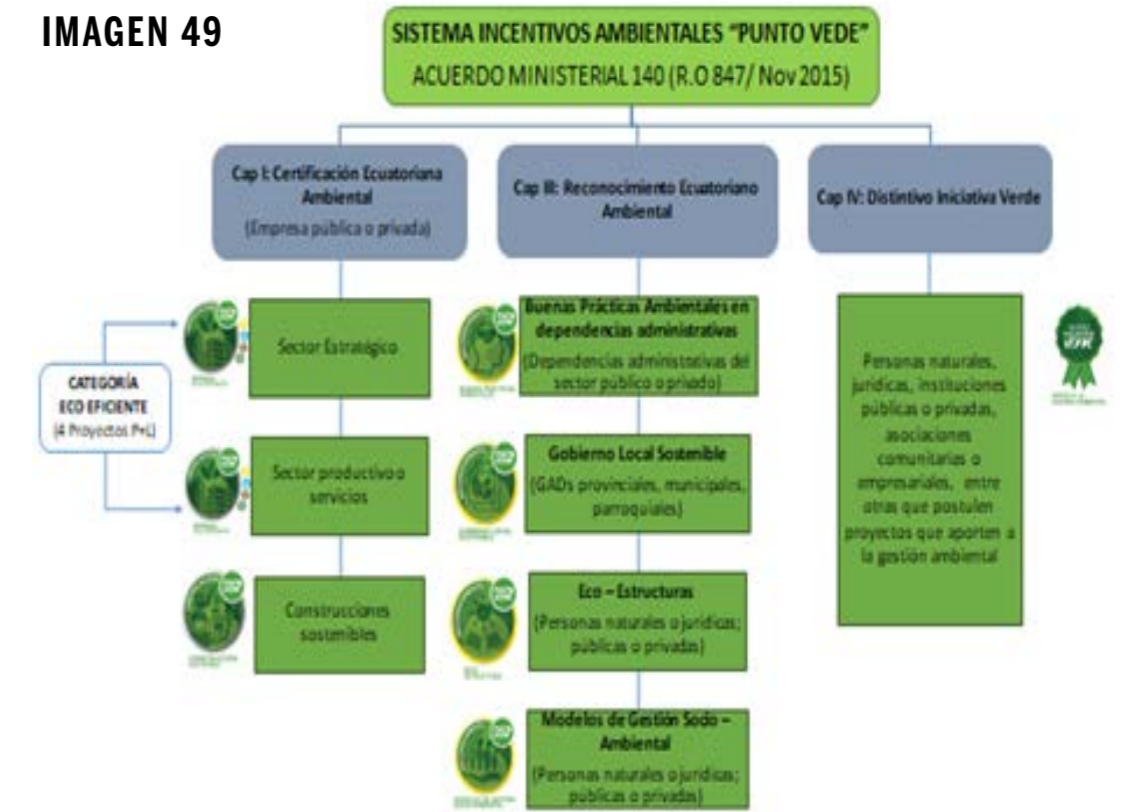 IMAGEN 49
SISTEMA INCENTIVOS AMBIENTALES "PUNTO VEDE"
ACUERDO MINISTERIAL 140 (R.O 847/ Nov 2015)
Cap I: Certificación Ecuatoriana
Ambiental
(Empresa pública o privada)
Sector Estratégico
CATEGORÍA
ECO EFICIENTE
(4 Proyectos P+L)
Sector productivo o
servicios
Construcciones
sostenibles
Cap III: Reconocimiento Ecuatoriano
Ambiental
Buenas Prácticas Ambientales en
dependencias administrativas
(Dependencias administrativas del
sector público o privado)
Gobierno Local Sostenible
(GADs provinciales, municipales,
parroquiales)
Eco – Estructuras
(Personas naturales o jurídicas;
públicas o privadas)
Modelos de Gestión Socio –
Ambiental
(Personas naturales o jurídicas;
públicas o privadas)
Cap IV: Distintivo Iniciativa Verde
Personas naturales,
jurídicas, instituciones
públicas o privadas,
asociaciones
comunitarias o
empresariales, entre
otras que postulen
proyectos que aporten a
la gestión ambiental